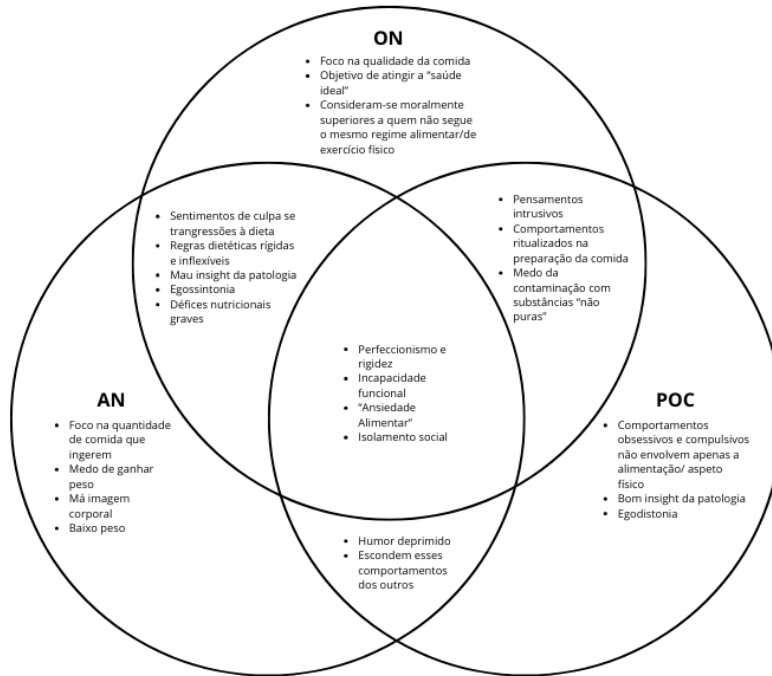 ON
• Foco na qualidade da comida
• Objetivo de atingir a “saúde
ideal”
• Consideram-se moralmente
superiores a quem não segue
o mesmo regime alimentar/de
exercício físico
• Sentimentos de culpa se
trangressões à dieta
• Regras dietéticas rígidas
e inflexíveis
• Mau insight da patologia
• Egossintonia
• Défices nutricionais
graves
• Pensamentos
intrusivos
• Comportamentos
ritualizados na
preparação da comida
• Medo da
contaminação com
substâncias “não
puras”
• Perfeccionismo e
rigidez
• Incapacidade
funcional
• “Ansiedade
Alimentar”
• Isolamento social
AN
• Foco na quantidade
de comida que
ingerem
• Medo de ganhar
peso
• Má imagem
corporal
• Baixo peso
POC
• Comportamentos
obsessivos e compulsivos
não envolvem apenas a
alimentação/ aspeto
físico
• Bom insight da patologia
• Egodistonia
• Humor deprimido
• Escondem esses
comportamentos
dos outros